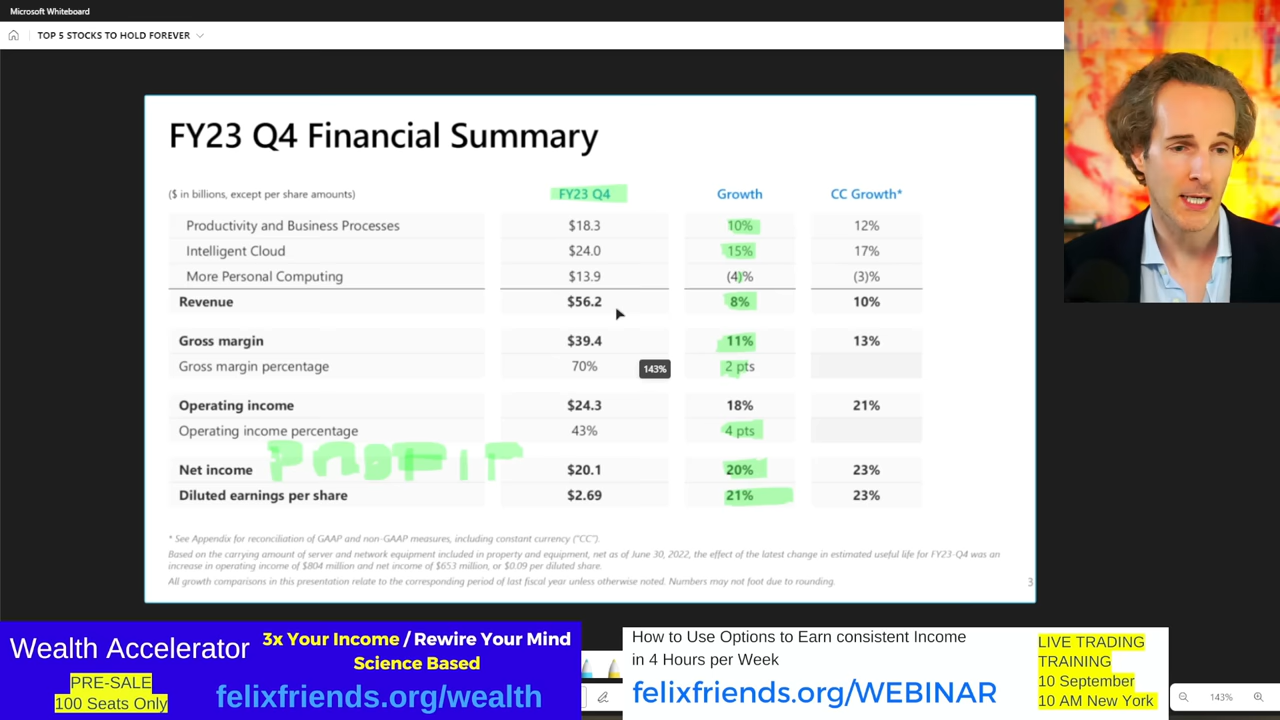 Microsoft Whiteboard
TOP 5 STOCKS TO HOLD FOREVER
FY23 Q4 Financial Summary
($ in billions, except per share amounts) FY23 Q4 Growth CC Growth*
Productivity and Business Processes $18.3 10% 12%
Intelligent Cloud $24.0 15% 17%
More Personal Computing $13.9 (4)% (3)%
Revenue $56.2 8% 10%
Gross margin $39.4 11% 13%
Gross margin percentage 70% 2 pts
143%
Operating income $24.3 18% 21%
Operating income percentage 43% 4 pts
PROFIT
Net income $20.1 20% 23%
Diluted earnings per share $2.69 21% 23%
* See Appendix for reconciliation of GAAP and non-GAAP measures, including constant currency ("CC").
Based on the carrying amount of server and network equipment included in property and equipment, net as of June 30, 2022, the effect of the latest change in estimated useful life for FY23-Q4 was an
increase in operating income of $804 million and net income of $653 million, or $0.09 per diluted share.
All growth comparisons in this presentation relate to the corresponding period of last fiscal year unless otherwise noted. Numbers may not foot due to rounding.
3
Wealth Accelerator
PRE-SALE
100 Seats Only
3x Your Income / Rewire Your Mind
Science Based
felixfriends.org/wealth
How to Use Options to Earn consistent Income
in 4 Hours per Week
felixfriends.org/WEBINAR
LIVE TRADING
TRAINING
10 September
10 AM New York
143%